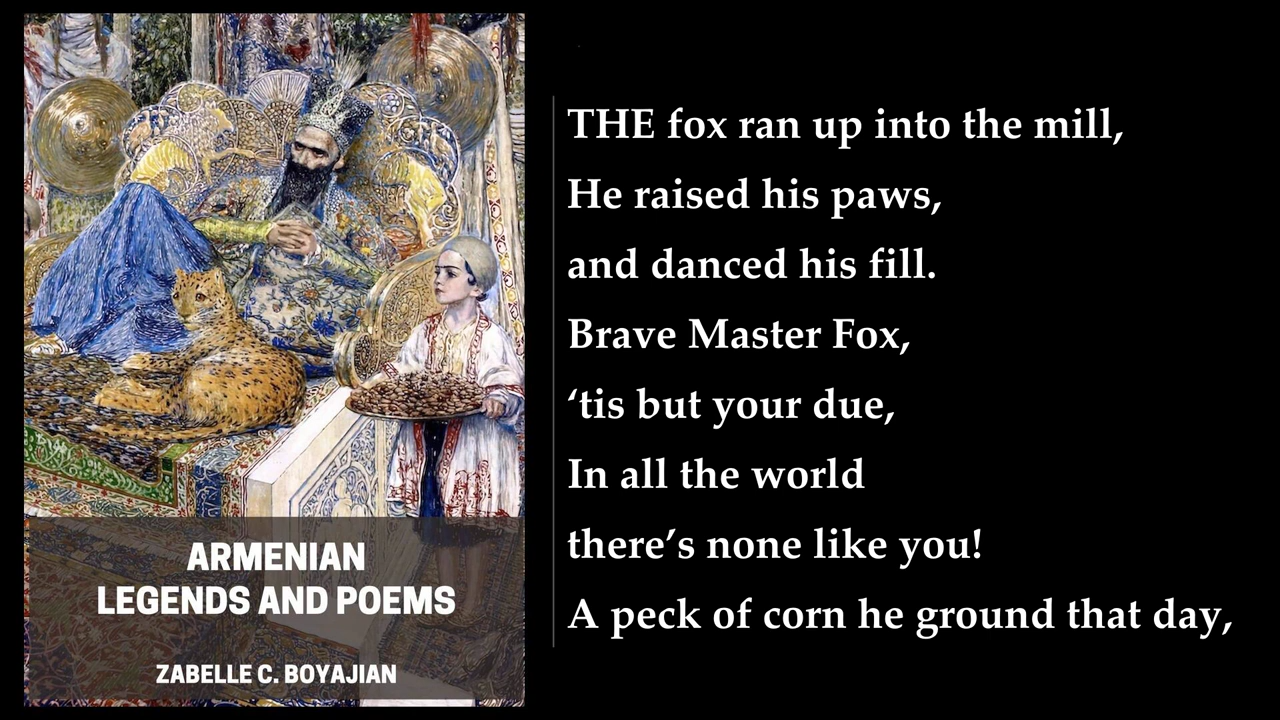 ARMENIAN
LEGENDS AND POEMS
ZABELLE C. BOYAJIAN
THE fox ran up into the mill,
He raised his paws,
and danced his fill.
Brave Master Fox,
‘tis but your due,
In all the world
there’s none like you!
A peck of corn he ground that day,